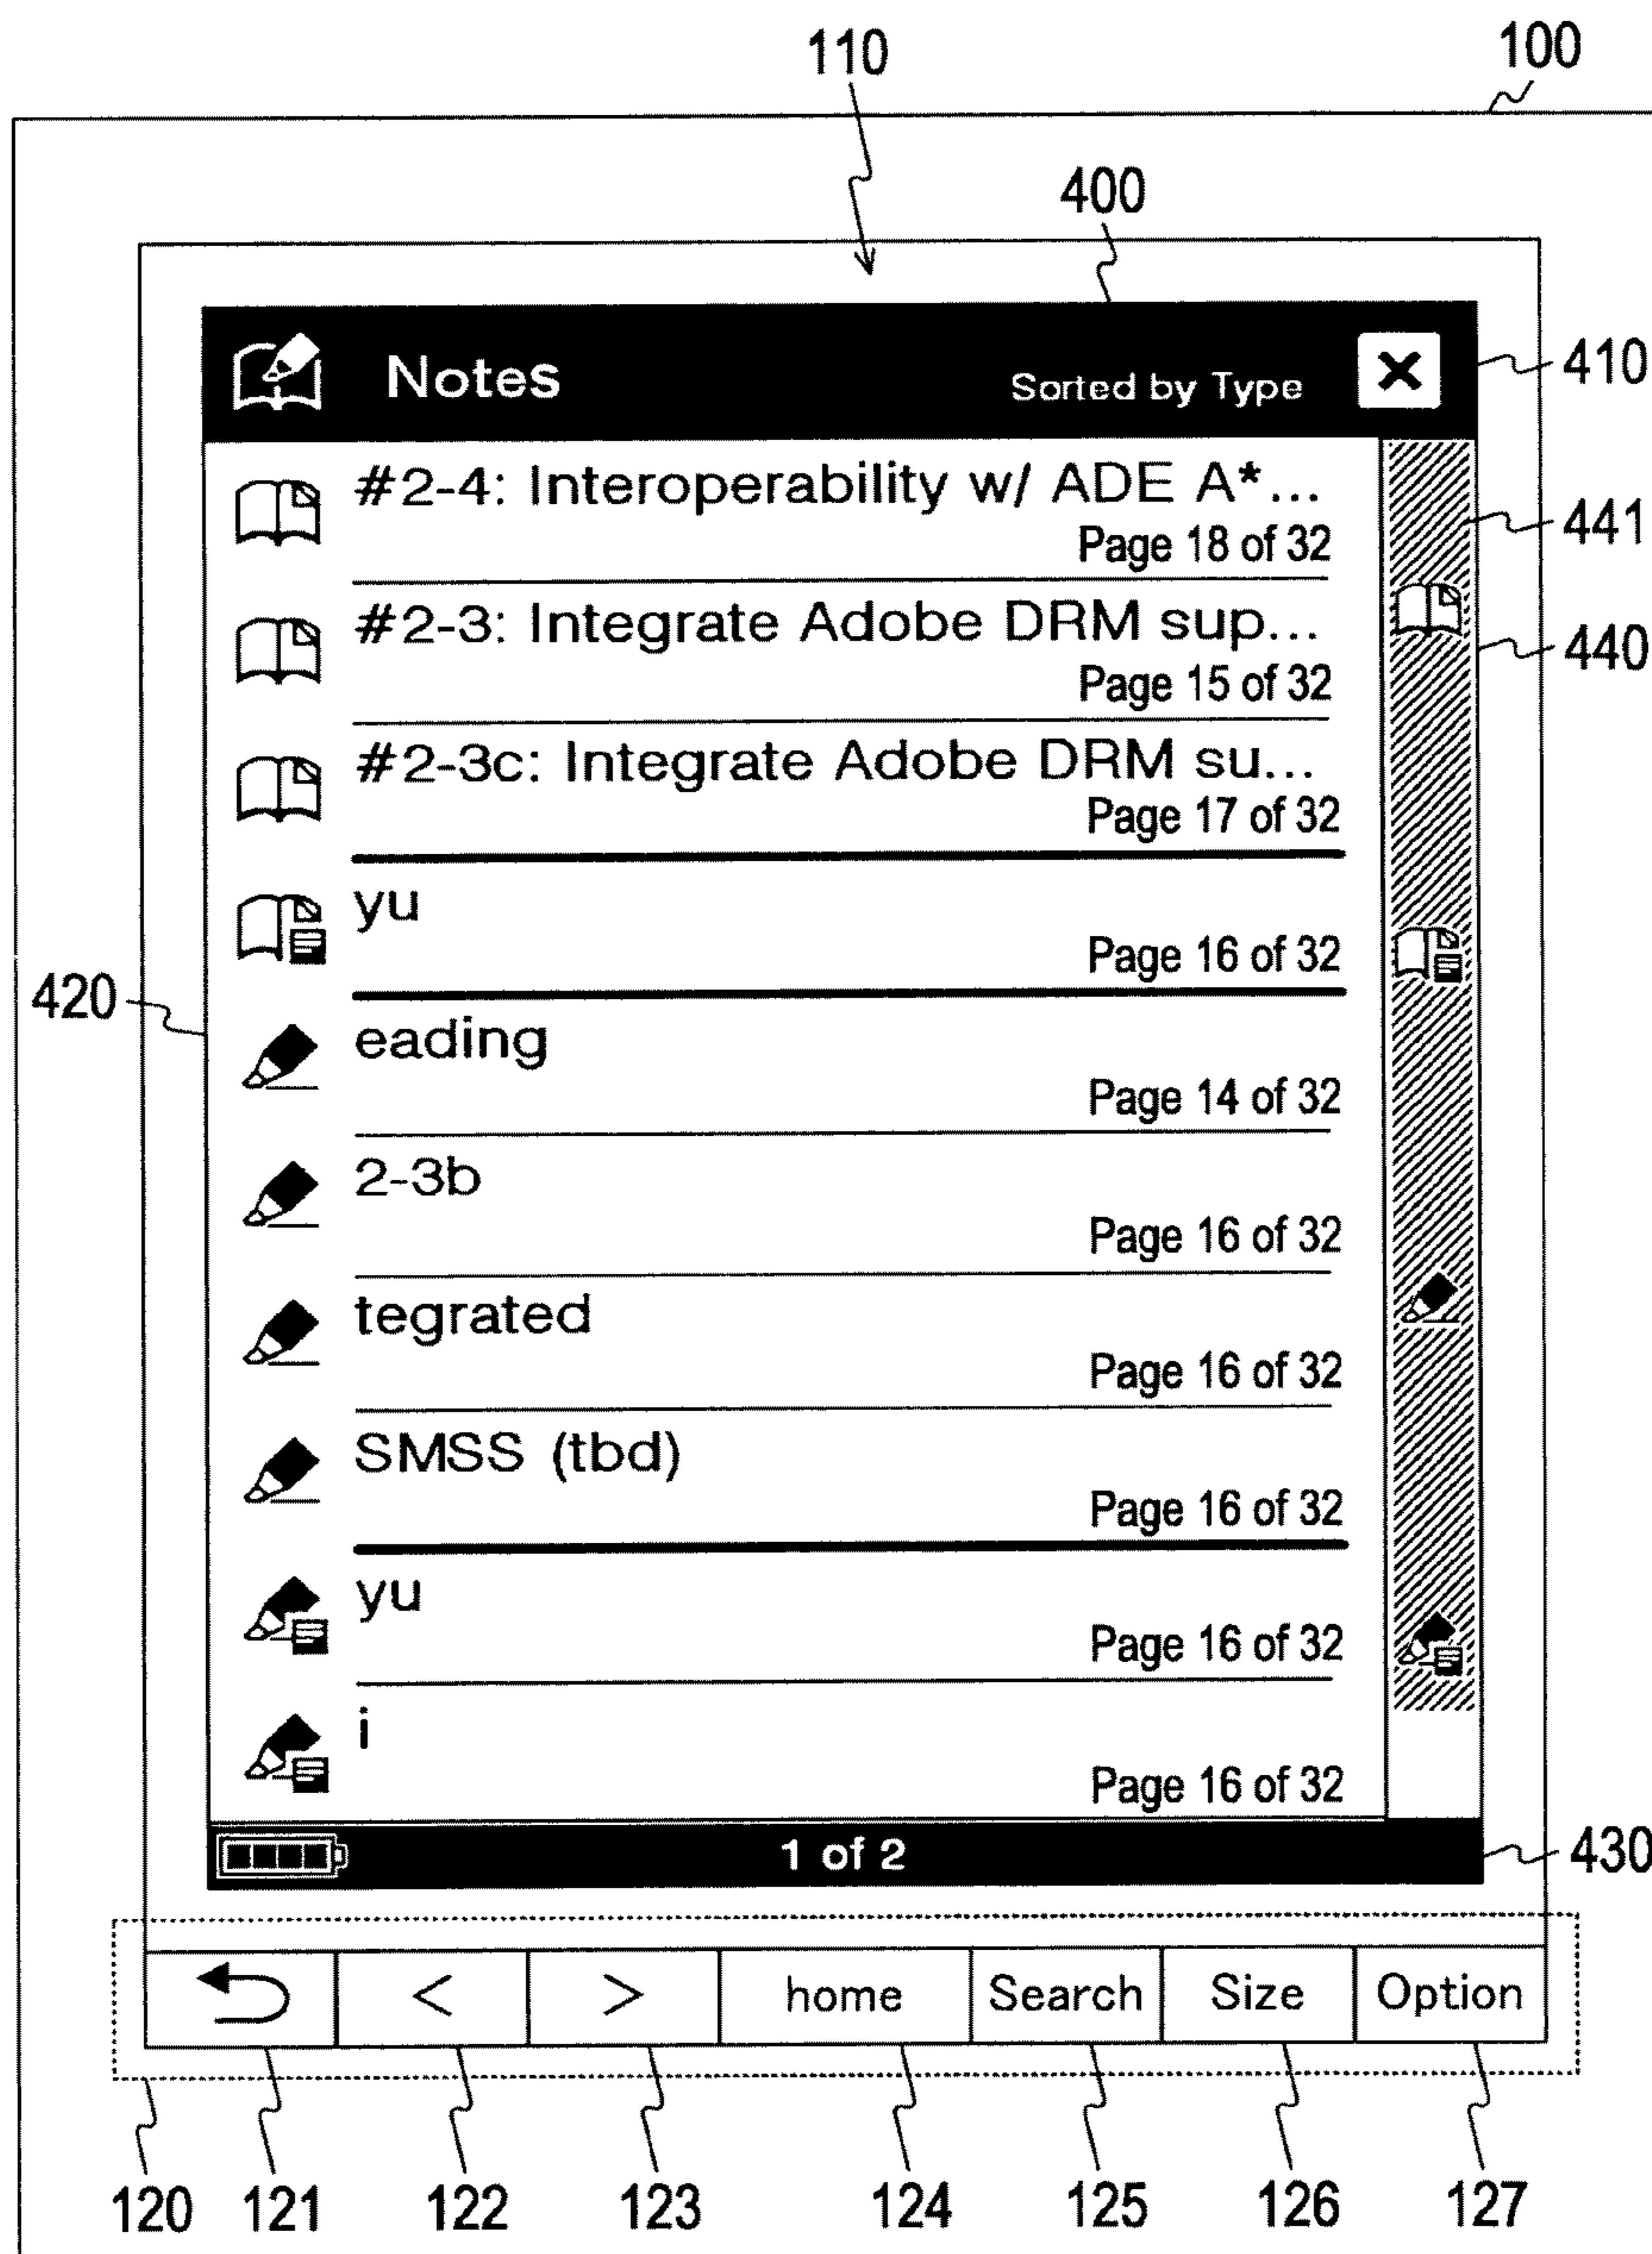 100
110
400
Notes
Sorted by Type
×
410
#2-4: Interoperability w/ ADE A*...
Page 18 of 32
441
#2-3: Integrate Adobe DRM sup...
Page 15 of 32
440
#2-3c: Integrate Adobe DRM su...
Page 17 of 32
yu
Page 16 of 32
420
eading
Page 14 of 32
2-3b
Page 16 of 32
tegrated
Page 16 of 32
SMSS (tbd)
Page 16 of 32
yu
Page 16 of 32
i
Page 16 of 32
1 of 2
430
< > home Search Size Option
120 121 122 123 124 125 126 127